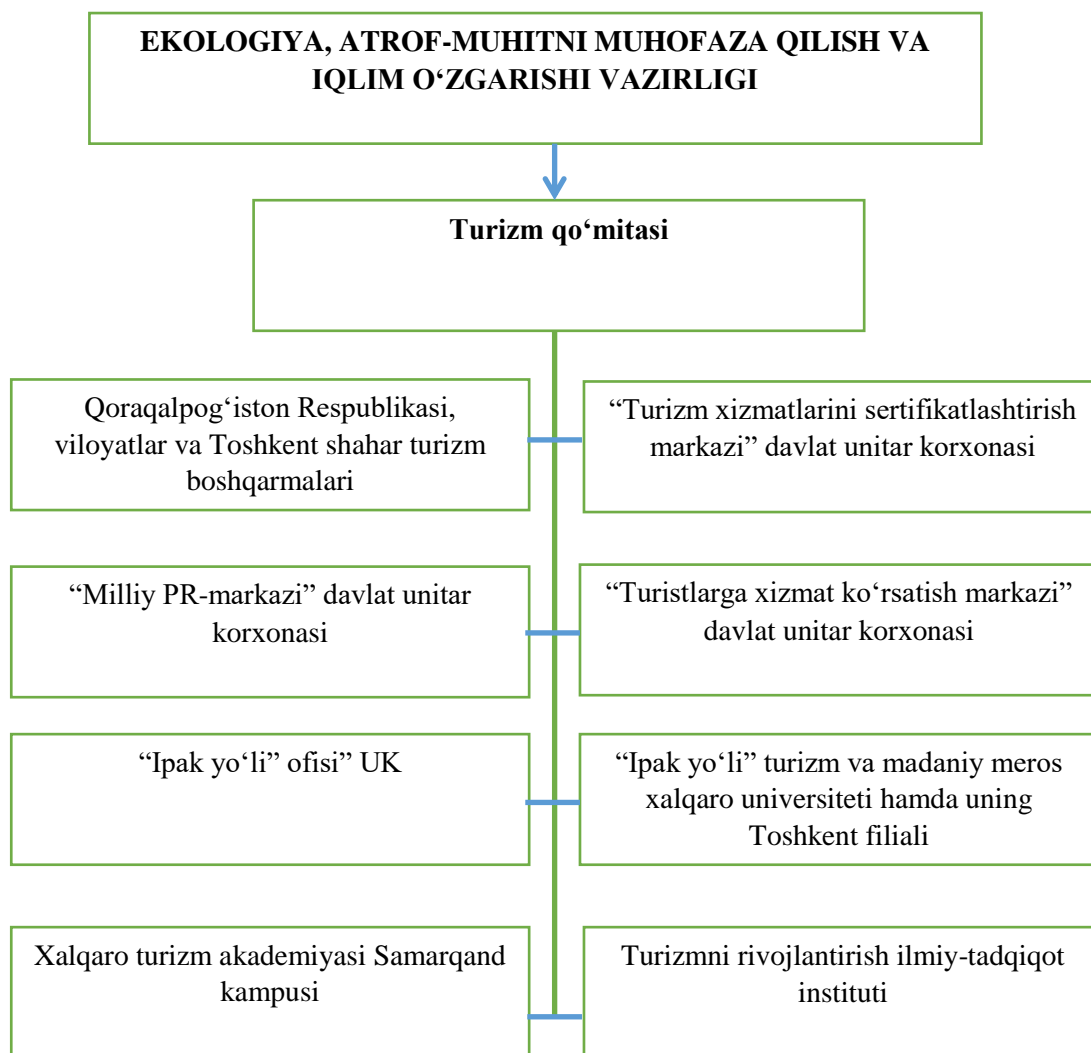 EKOLOGIYA, ATROF-MUHITNI MUHOFAZA QILISH VA
IQLIM O‘ZGARISHI VAZIRLIGI
Turizm qo‘mitasi
Qoraqalpog‘iston Respublikasi,
viloyatlar va Toshkent shahar turizm
boshqarmalari
“Turizm xizmatlarini sertifikatlashtirish
markazi” davlat unitar korxonasi
“Milliy PR-markazi” davlat unitar
korxonasi
“Turistlarga xizmat ko‘rsatish markazi”
davlat unitar korxonasi
“Ipak yo‘li” ofisi” UK
“Ipak yo‘li” turizm va madaniy meros
xalqaro universiteti hamda uning
Toshkent filiali
Xalqaro turizm akademiyasi Samarqand
kampusi
Turizmni rivojlantirish ilmiy-tadqiqot
instituti